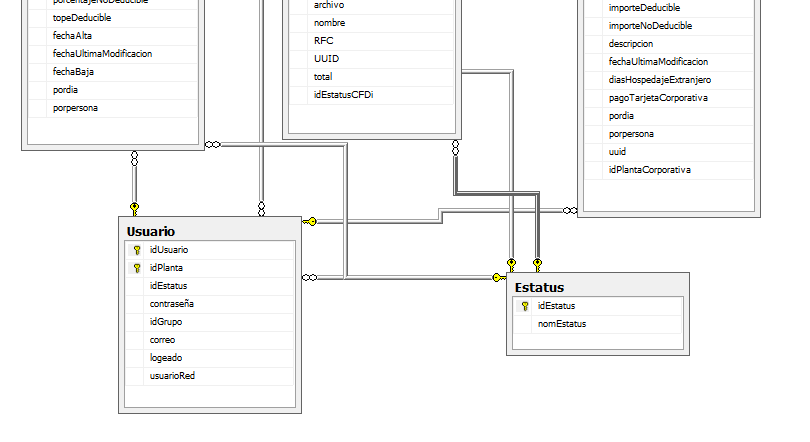 porcentajeNoDeducible
topeDeducible
fechaAlta
fechaUltimaModificacion
fechaBaja
pordia
porpersona
archivo
nombre
RFC
UUID
total
idEstatusCFDi
importeDeducible
importeNoDeducible
descripcion
fechaUltimaModificacion
diasHospedajeExtranjero
pagoTarjetaCorporativa
pordia
porpersona
uuid
idPlantaCorporativa
Usuario
idUsuario
idPlanta
idEstatus
contraseña
idGrupo
correo
logeado
usuarioRed
Estatus
idEstatus
nomEstatus